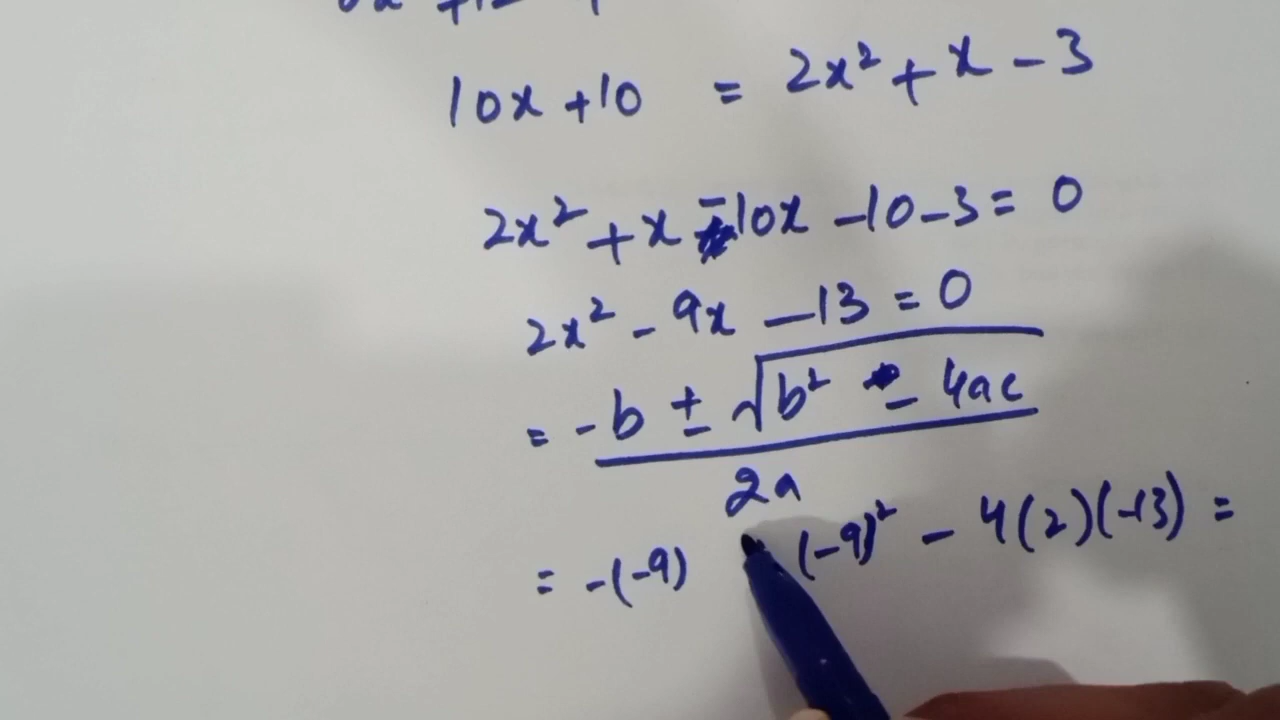 10x + 10 = 2x² + x - 3
2x² + x - 10x - 10 - 3 = 0
2x² - 9x - 13 = 0
= -b ± √b² - 4ac
2a
= -(-9) (-9)² - 4(2)(-13) =